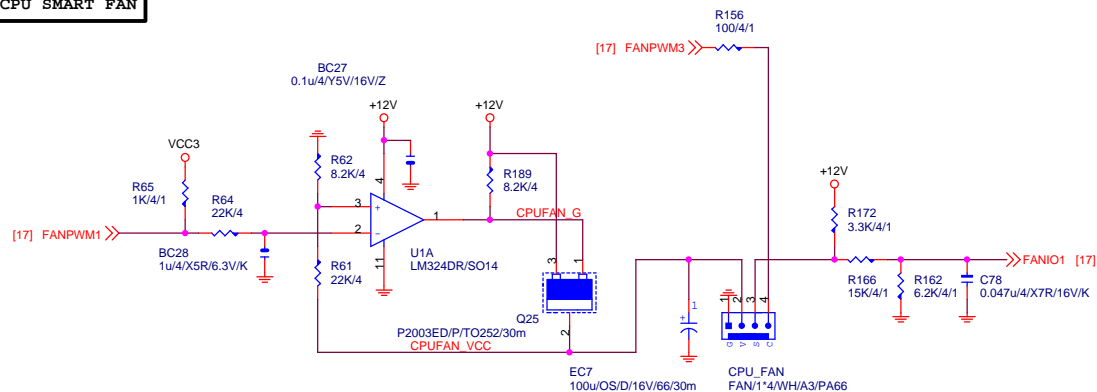 CPU SMART FAN
R156
100/4/1
[17] FANPWM3
BC27
0.1u/4/Y5V/16V/Z
+12V
+12V
VCC3
R62
8.2K/4
R189
8.2K/4
+12V
R65
1K/4/1
R64
22K/4
4
3
+
1
CPUFAN_G
R172
3.3K/4/1
[17] FANPWM1
2
−
FANIO1 [17]
BC28
1u/4/X5R/6.3V/K
11
U1A
LM324DR/SO14
3
1
R61
22K/4
R166
15K/4/1
R162
6.2K/4/1
C78
0.047u/4/X7R/16V/K
1
+
1
2
3
4
Q25
2
P2003ED/P/TO252/30m
CPUFAN_VCC
G
V
S
C
EC7
100u/OS/D/16V/66/30m
CPU_FAN
FAN/1*4/WH/A3/PA66